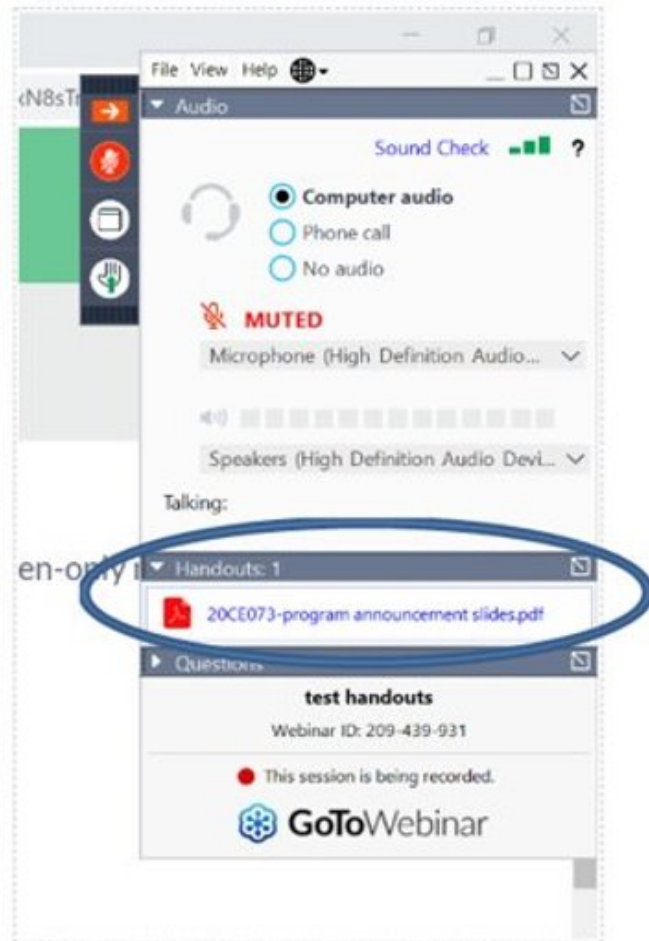 File View Help
Audio
Sound Check ?
Computer audio
Phone call
No audio
MUTED
Microphone (High Definition Audio...
Speakers (High Definition Audio Devi...
Talking:
en-only
Handouts: 1
20CE073-program announcement slides.pdf
Questions
test handouts
Webinar ID: 209-439-931
This session is being recorded.
GoToWebinar